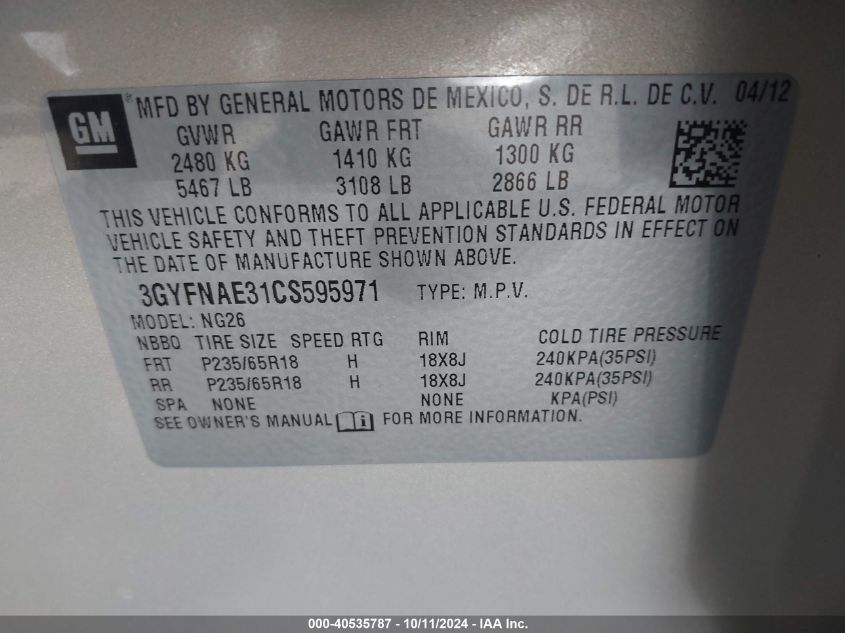 GM ® MFD BY GENERAL MOTORS DE MEXICO, S. DE R.L. DE C.V. 04/12
GVWR GAWR FRT GAWR RR
2480 KG 1410 KG 1300 KG
5467 LB 3108 LB 2866 LB
THIS VEHICLE CONFORMS TO ALL APPLICABLE U.S. FEDERAL MOTOR
VEHICLE SAFETY AND THEFT PREVENTION STANDARDS IN EFFECT ON
THE DATE OF MANUFACTURE SHOWN ABOVE.
3GYFNAE31CS595971 TYPE: M.P.V.
MODEL: NG26
NBBQ TIRE SIZE SPEED RTG RIM COLD TIRE PRESSURE
FRT P235/65R18 H 18X8J 240KPA(35PSI)
RR P235/65R18 H 18X8J 240KPA(35PSI)
SPA NONE NONE KPA(PSI)
SEE OWNER'S MANUAL i FOR MORE INFORMATION.
000-40535787 - 10/11/2024 - IAA Inc.